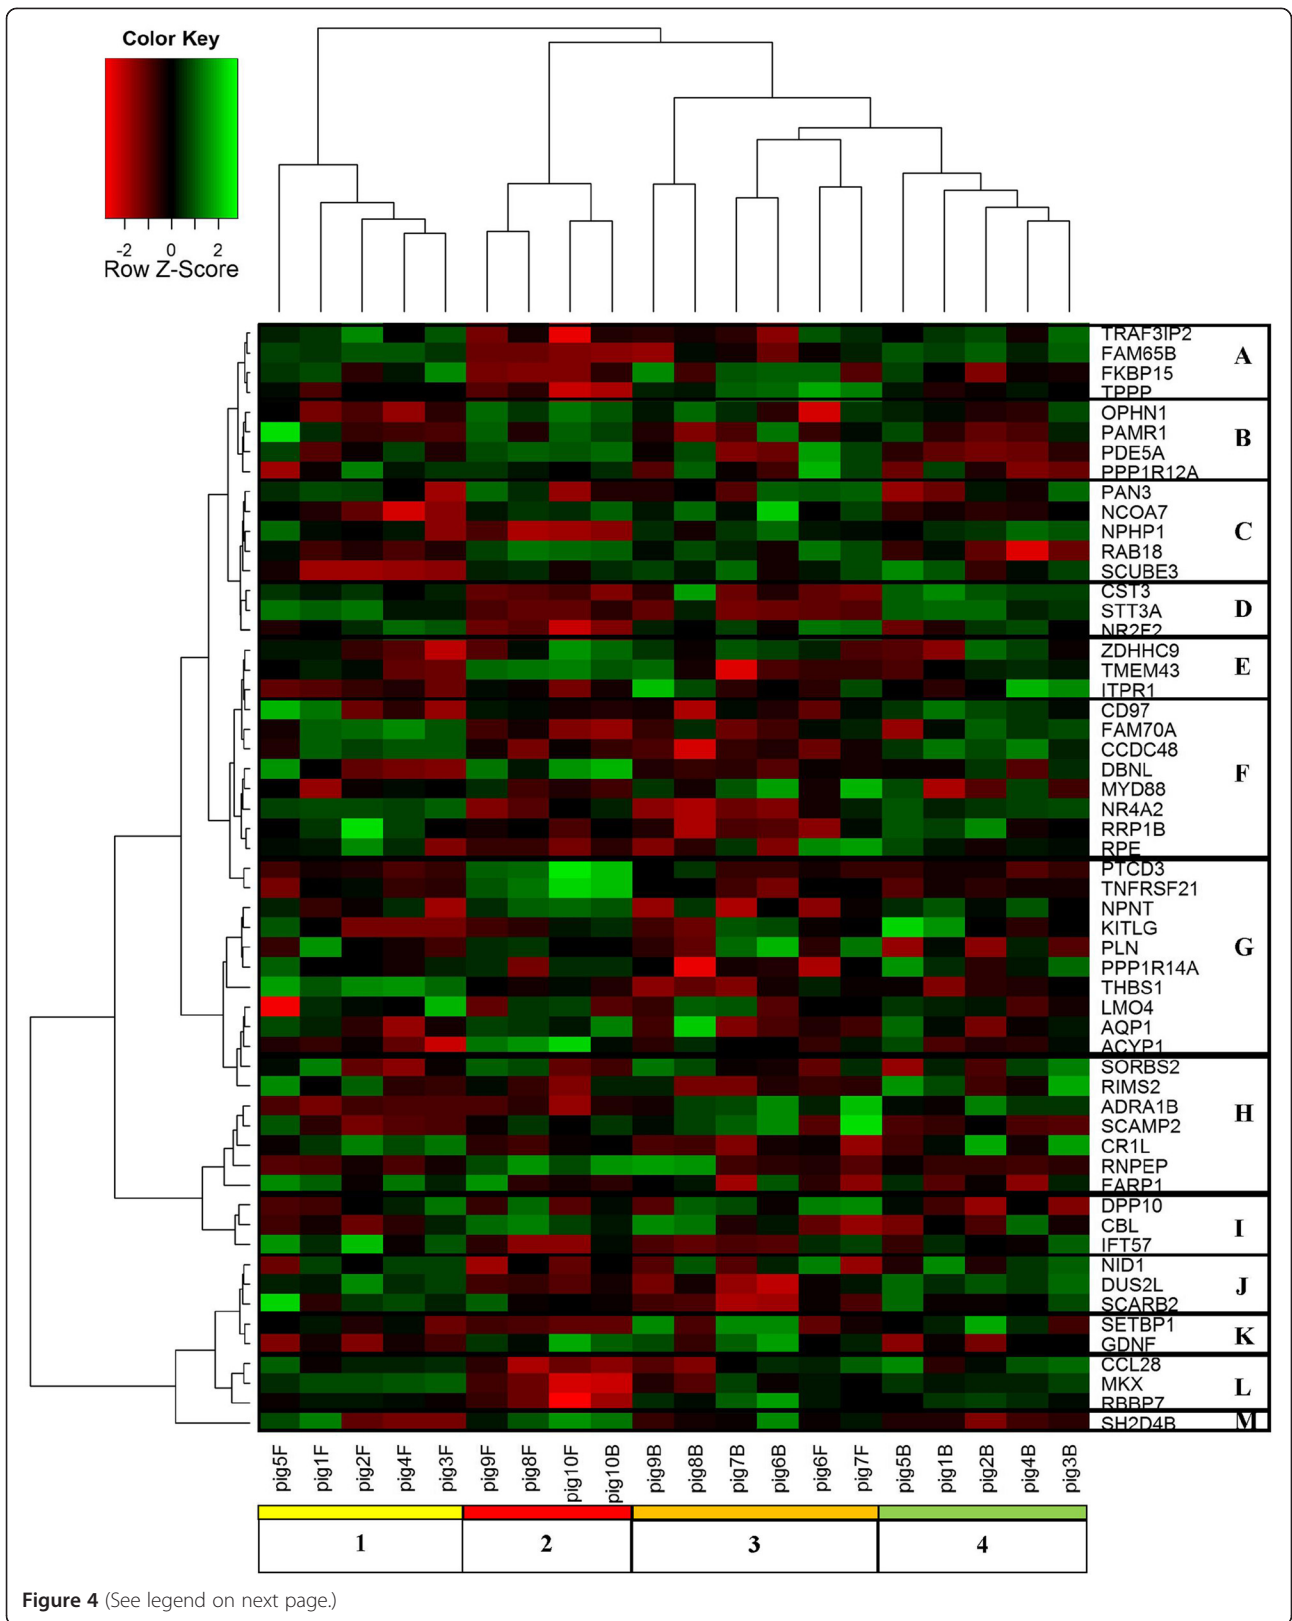 Color Key
-2 0 2
Row Z-Score
TRAF3IP2
FAM65B
A
FKBP15
TPPP
OPHN1
PAMR1
B
PDE5A
PPP1R12A
PAN3
NCOA7
NPHP1
C
RAB18
SCUBE3
CST3
STT3A
D
NR2F2
ZDHHC9
TMEM43
E
ITPR1
CD97
FAM70A
CCDC48
DBNL
F
MYD88
NR4A2
RRP1B
RPE
PTCD3
TNFRSF21
NPNT
KITLG
PLN
G
PPP1R14A
THBS1
LMO4
AQP1
ACYP1
SORBS2
RIMS2
ADRA1B
H
SCAMP2
CR1L
RNPEP
FARP1
DPP10
CBL
I
IFT57
NID1
DUS2L
J
SCARB2
SETBP1
K
GDNF
CCL28
MKX
L
RBBP7
SH2D4B
M
pig5F pig1F pig2F pig4F pig3F pig9F pig8F pig10F pig10B pig9B pig8B pig7B pig6B pig6F pig7F pig5B pig1B pig2B pig4B pig3B
1 2 3 4
Figure 4 (See legend on next page.)